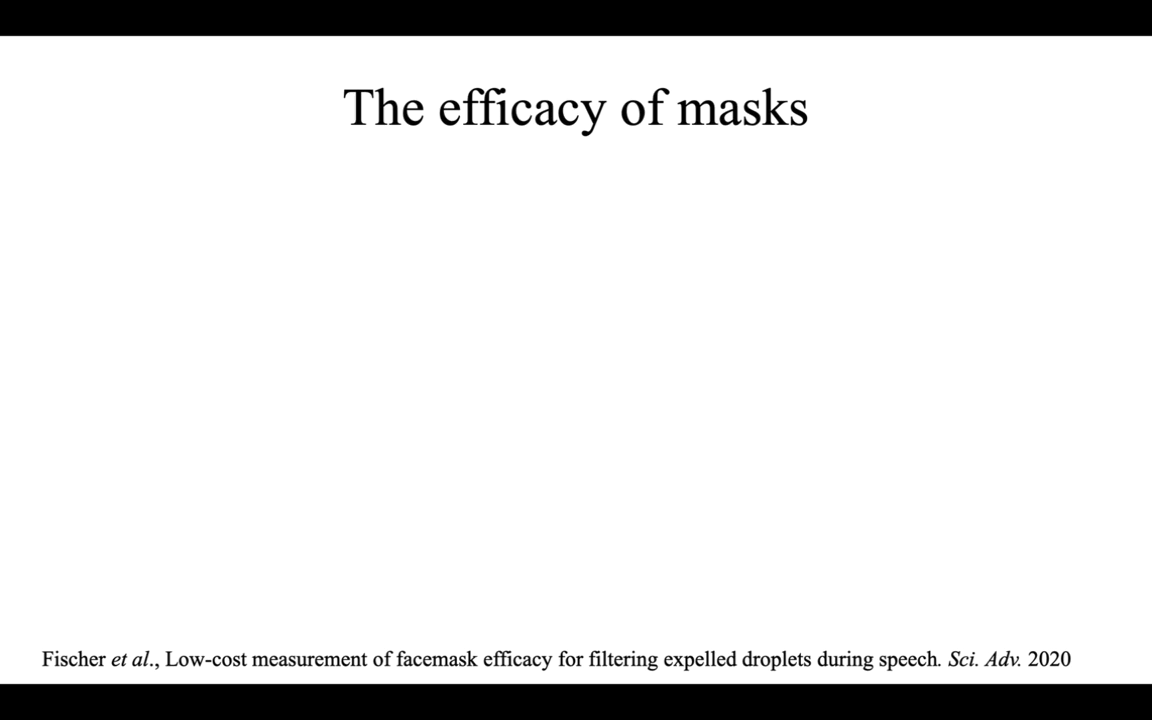 The efficacy of masks
Fischer et al., Low-cost measurement of facemask efficacy for filtering expelled droplets during speech. Sci. Adv. 2020